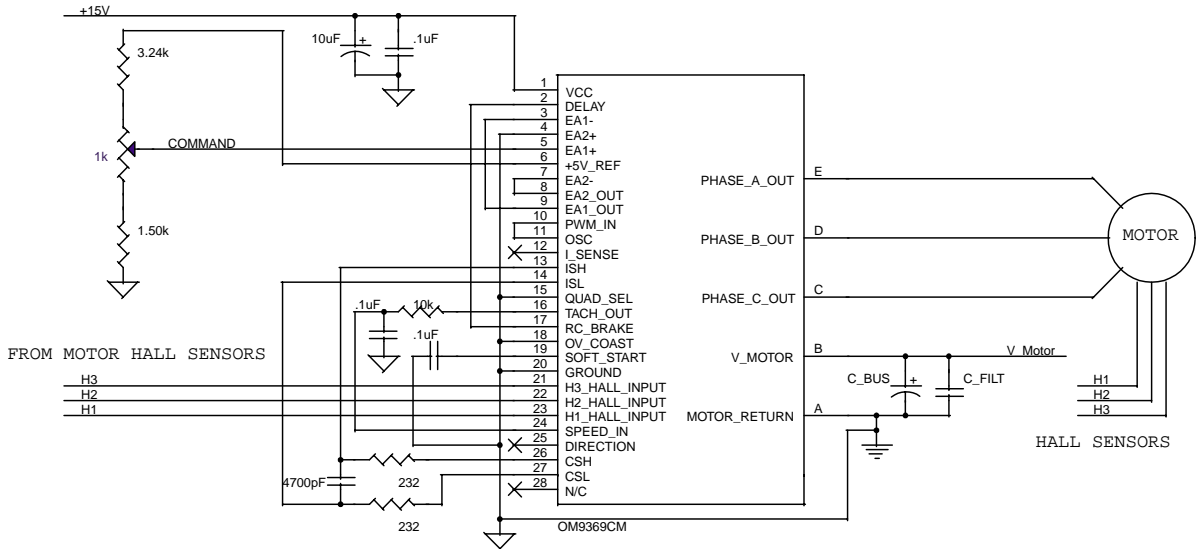 +15V
10uF
+
.1uF
3.24k
COMMAND
1k
1.50k
1 VCC
2 DELAY
3 EA1-
4 EA2+
5 EA1+
6 +5V_REF
7 EA2-
8 EA2_OUT
9 EA1_OUT
10 PWM_IN
11 OSC
12 I_SENSE
13 ISH
14 ISL
15 QUAD_SEL
16 TACH_OUT
17 RC_BRAKE
18 OV_COAST
19 SOFT_START
20 GROUND
21 H3_HALL_INPUT
22 H2_HALL_INPUT
23 H1_HALL_INPUT
24 SPEED_IN
25 DIRECTION
26 CSH
27 CSL
28 N/C
.1uF
10k
.1uF
FROM MOTOR HALL SENSORS
H3
H2
H1
4700pF
232
232
OM9369CM
PHASE_A_OUT E
PHASE_B_OUT D
PHASE_C_OUT C
V_MOTOR B
MOTOR_RETURN A
MOTOR
V_Motor
C_BUS
+
C_FILT
H1
H2
H3
HALL SENSORS